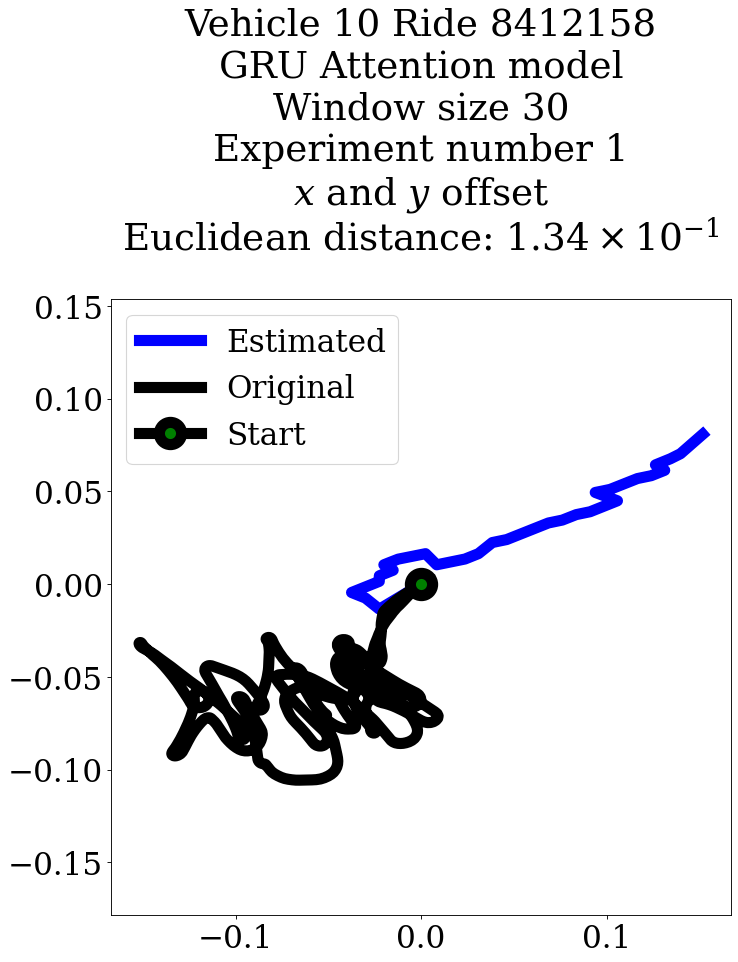 Vehicle 10 Ride 8412158
GRU Attention model
Window size 30
Experiment number 1
x and y offset
Euclidean distance: 1.34 × 10⁻¹
0.15
0.10
0.05
0.00
−0.05
−0.10
−0.15
Estimated
Original
Start
−0.1
0.0
0.1